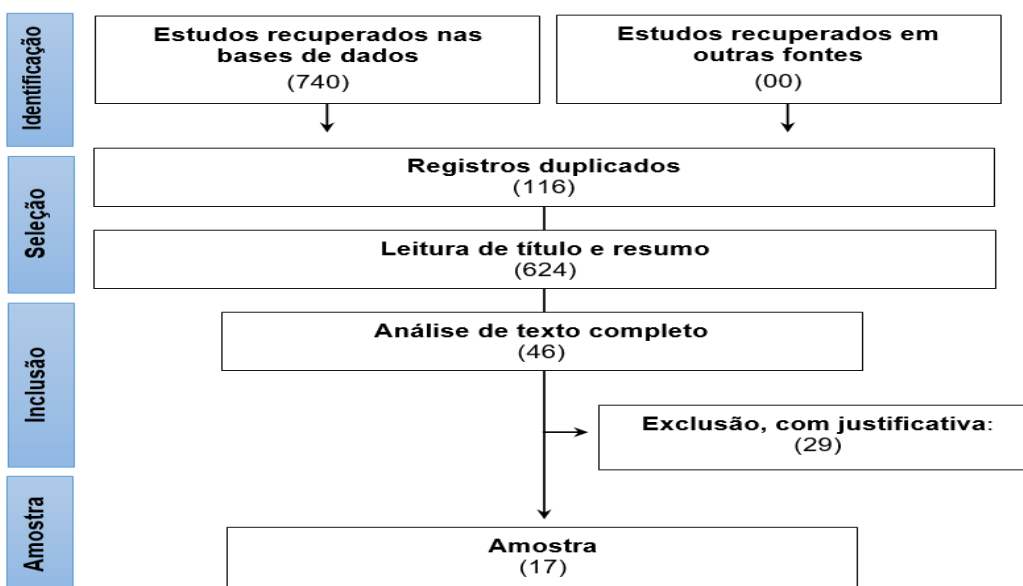 Identificação
Estudos recuperados nas
bases de dados
(740)
Estudos recuperados em
outras fontes
(00)
Seleção
Registros duplicados
(116)
Leitura de título e resumo
(624)
Inclusão
Análise de texto completo
(46)
Exclusão, com justificativa:
(29)
Amostra
Amostra
(17)